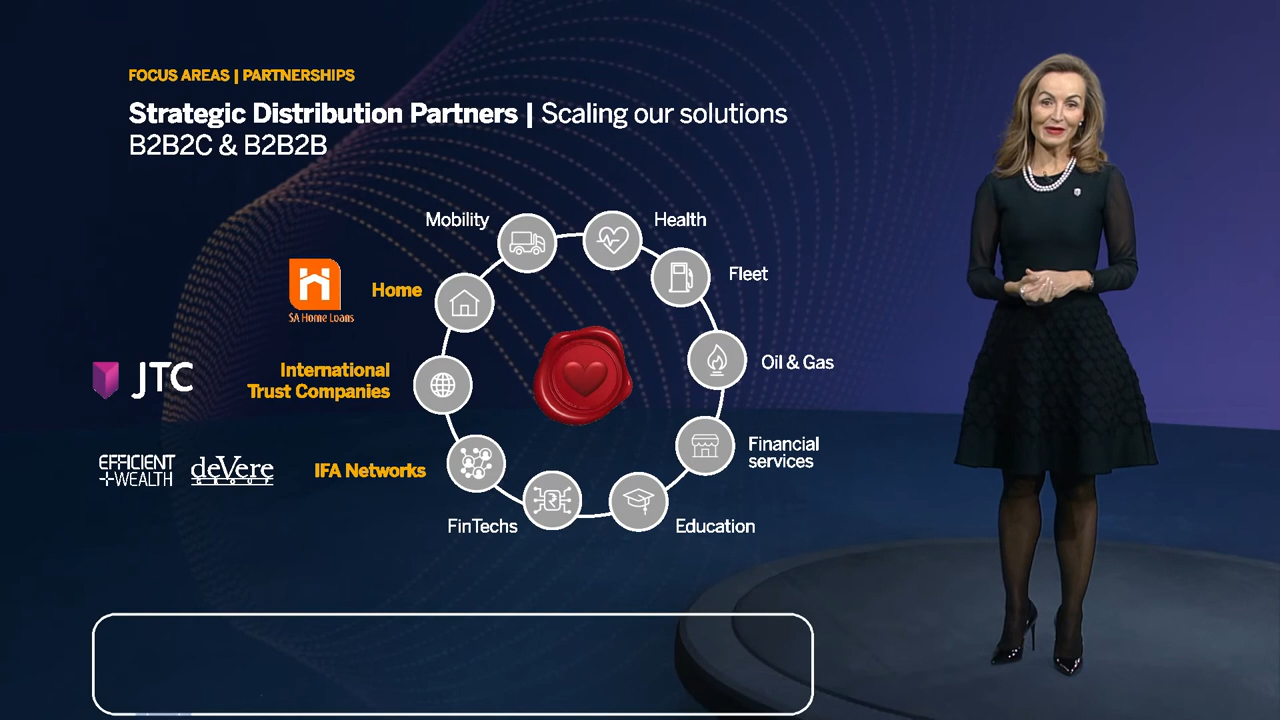 FOCUS AREAS | PARTNERSHIPS
Strategic Distribution Partners | Scaling our solutions
B2B2C & B2B2B
Mobility
Health
Fleet
Home
SA Home Loans
Oil & Gas
JTC
International
Trust Companies
Financial
services
EFFICIENT
+WEALTH
deVere
GROUP
IFA Networks
FinTechs
Education